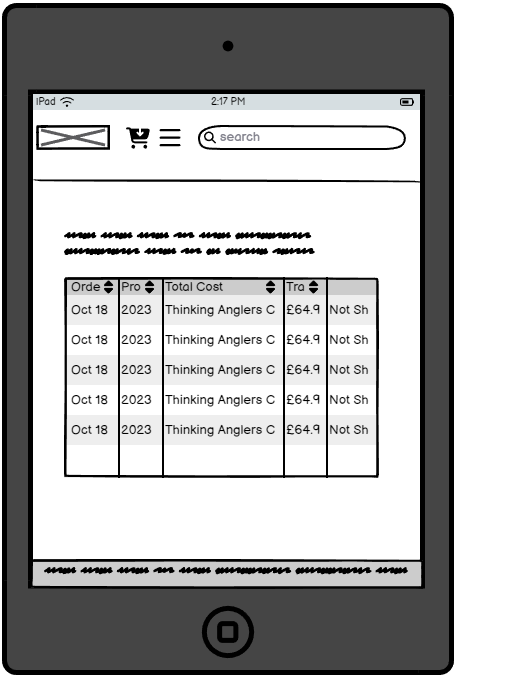 iPad 2:17 PM
search
Orde Pro Total Cost Tra
Oct 18 2023 Thinking Anglers C £64.9 Not Sh
Oct 18 2023 Thinking Anglers C £64.9 Not Sh
Oct 18 2023 Thinking Anglers C £64.9 Not Sh
Oct 18 2023 Thinking Anglers C £64.9 Not Sh
Oct 18 2023 Thinking Anglers C £64.9 Not Sh